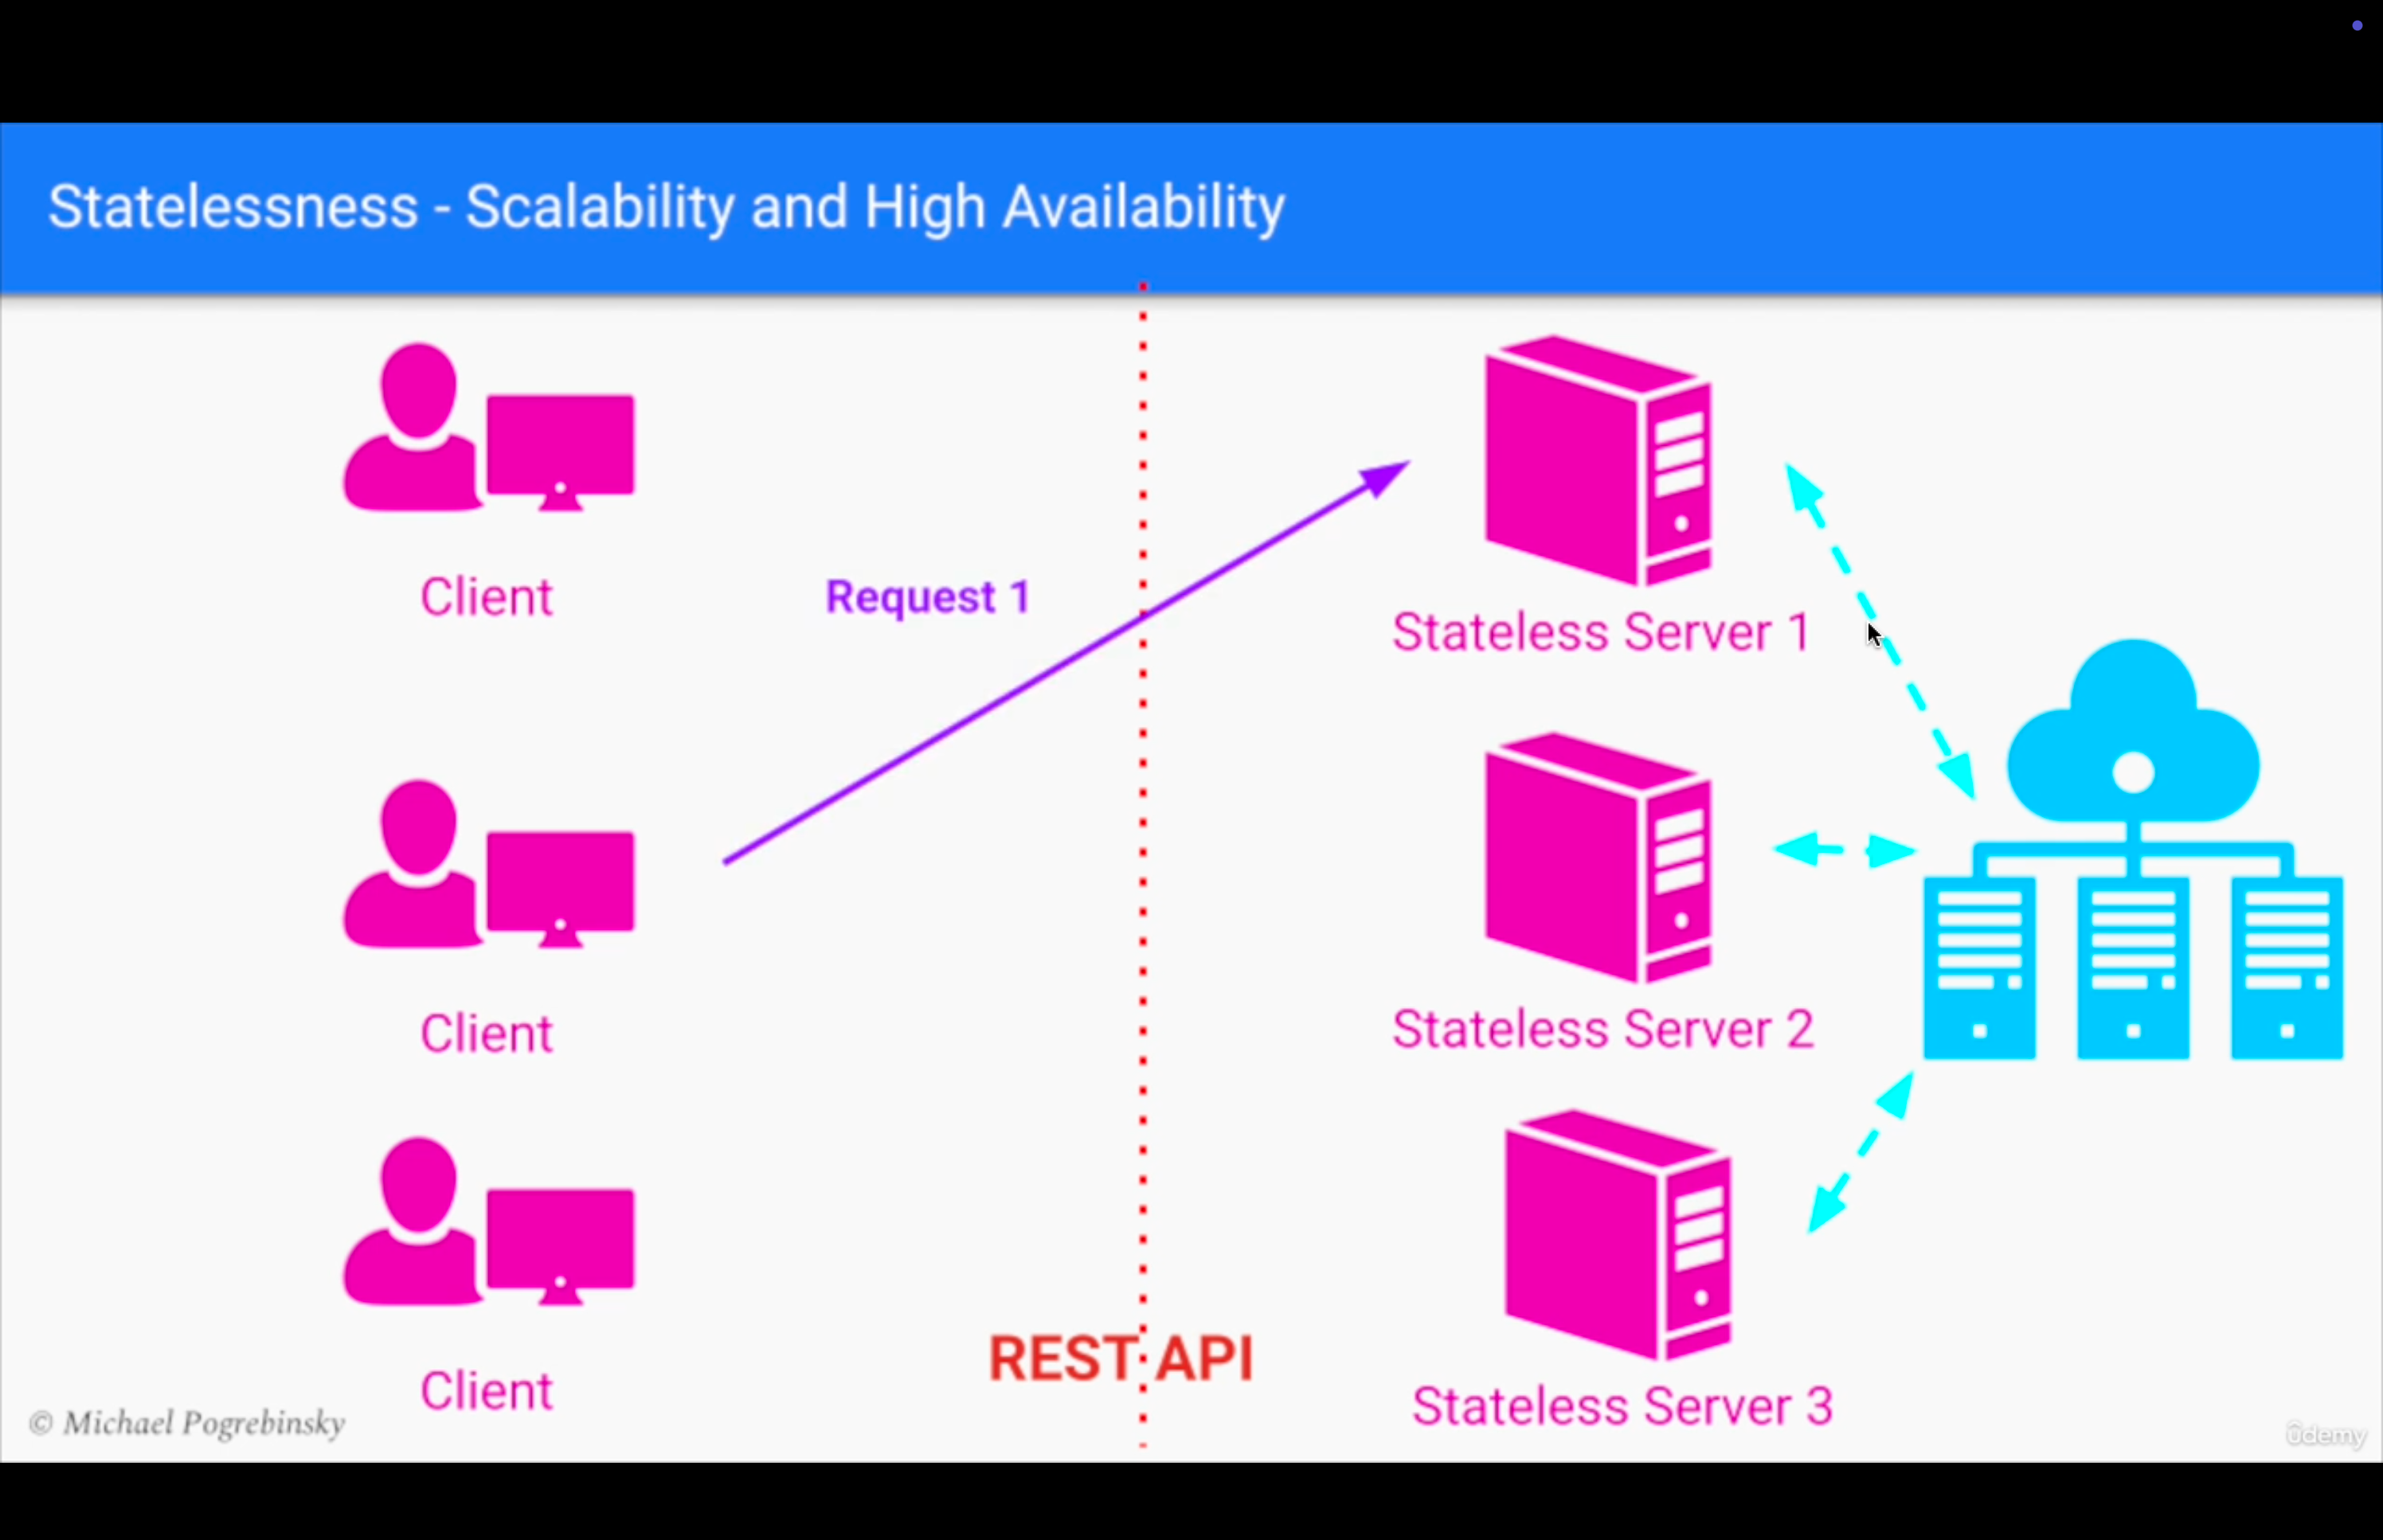 Statelessness - Scalability and High Availability
Client
Request 1
Stateless Server 1
Client
Stateless Server 2
Client
REST API
Stateless Server 3
© Michael Pogrebinsky
ûdemy